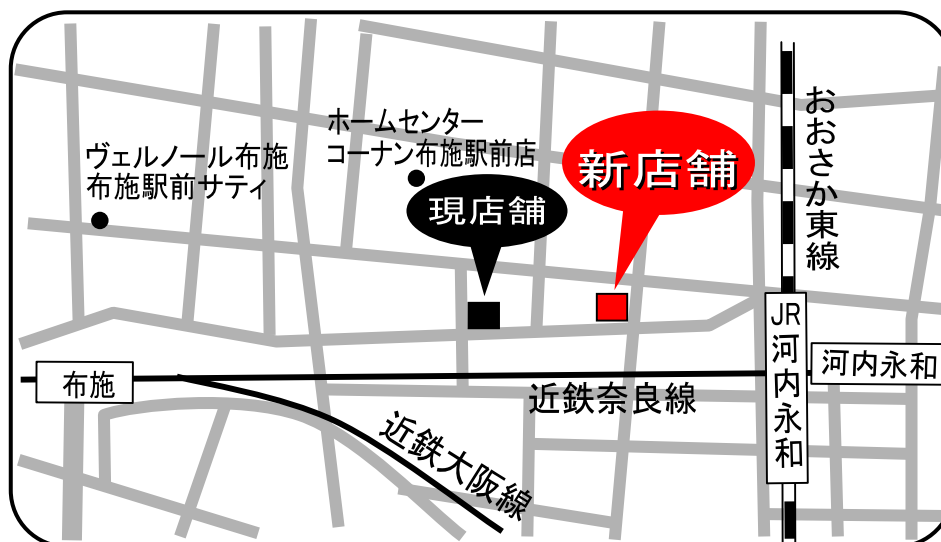 ホームセンター
コーナン布施駅前店
ヴェルノール布施
布施駅前サティ
新店舗
現店舗
おおさか東線
JR河内永和
河内永和
布施
近鉄奈良線
近鉄大阪線